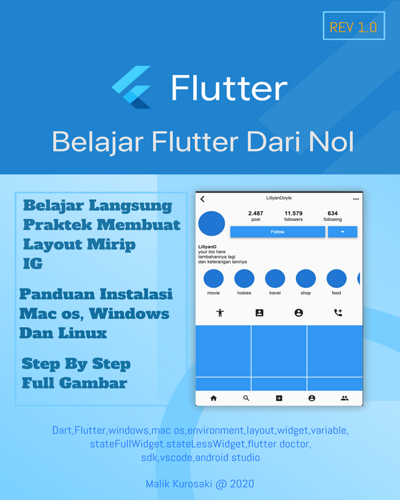 REV 1.0
Flutter
Belajar Flutter Dari Nol
Belajar Langsung
Praktek Membuat
Layout Mirip
IG
Panduan Instalasi
Mac os, Windows
Dan Linux
Step By Step
Full Gambar
LillyanDoyle
2.487 11.579 634
post followers following
Follow
LillyanD
your bio here
tambahannya lagi
dan keterangan lainnya
movie hobies travel shop food
Dart,Flutter,windows,mac os,environment,layout,widget,variable,
stateFullWidget.stateLessWidget,flutter doctor,
sdk,vscode,android studio
Malik Kurosaki @ 2020